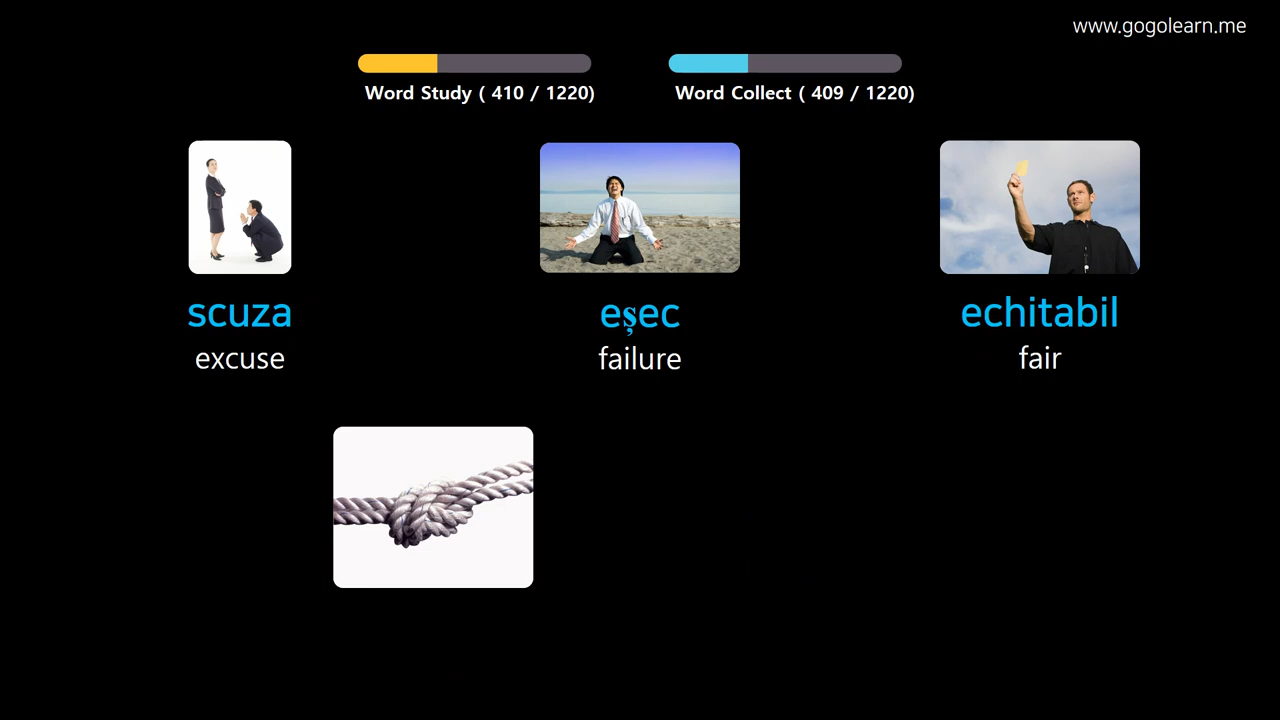 www.gogolearn.me
Word Study ( 410 / 1220)
Word Collect ( 409 / 1220)
scuza
eșec
echitabil
excuse
failure
fair